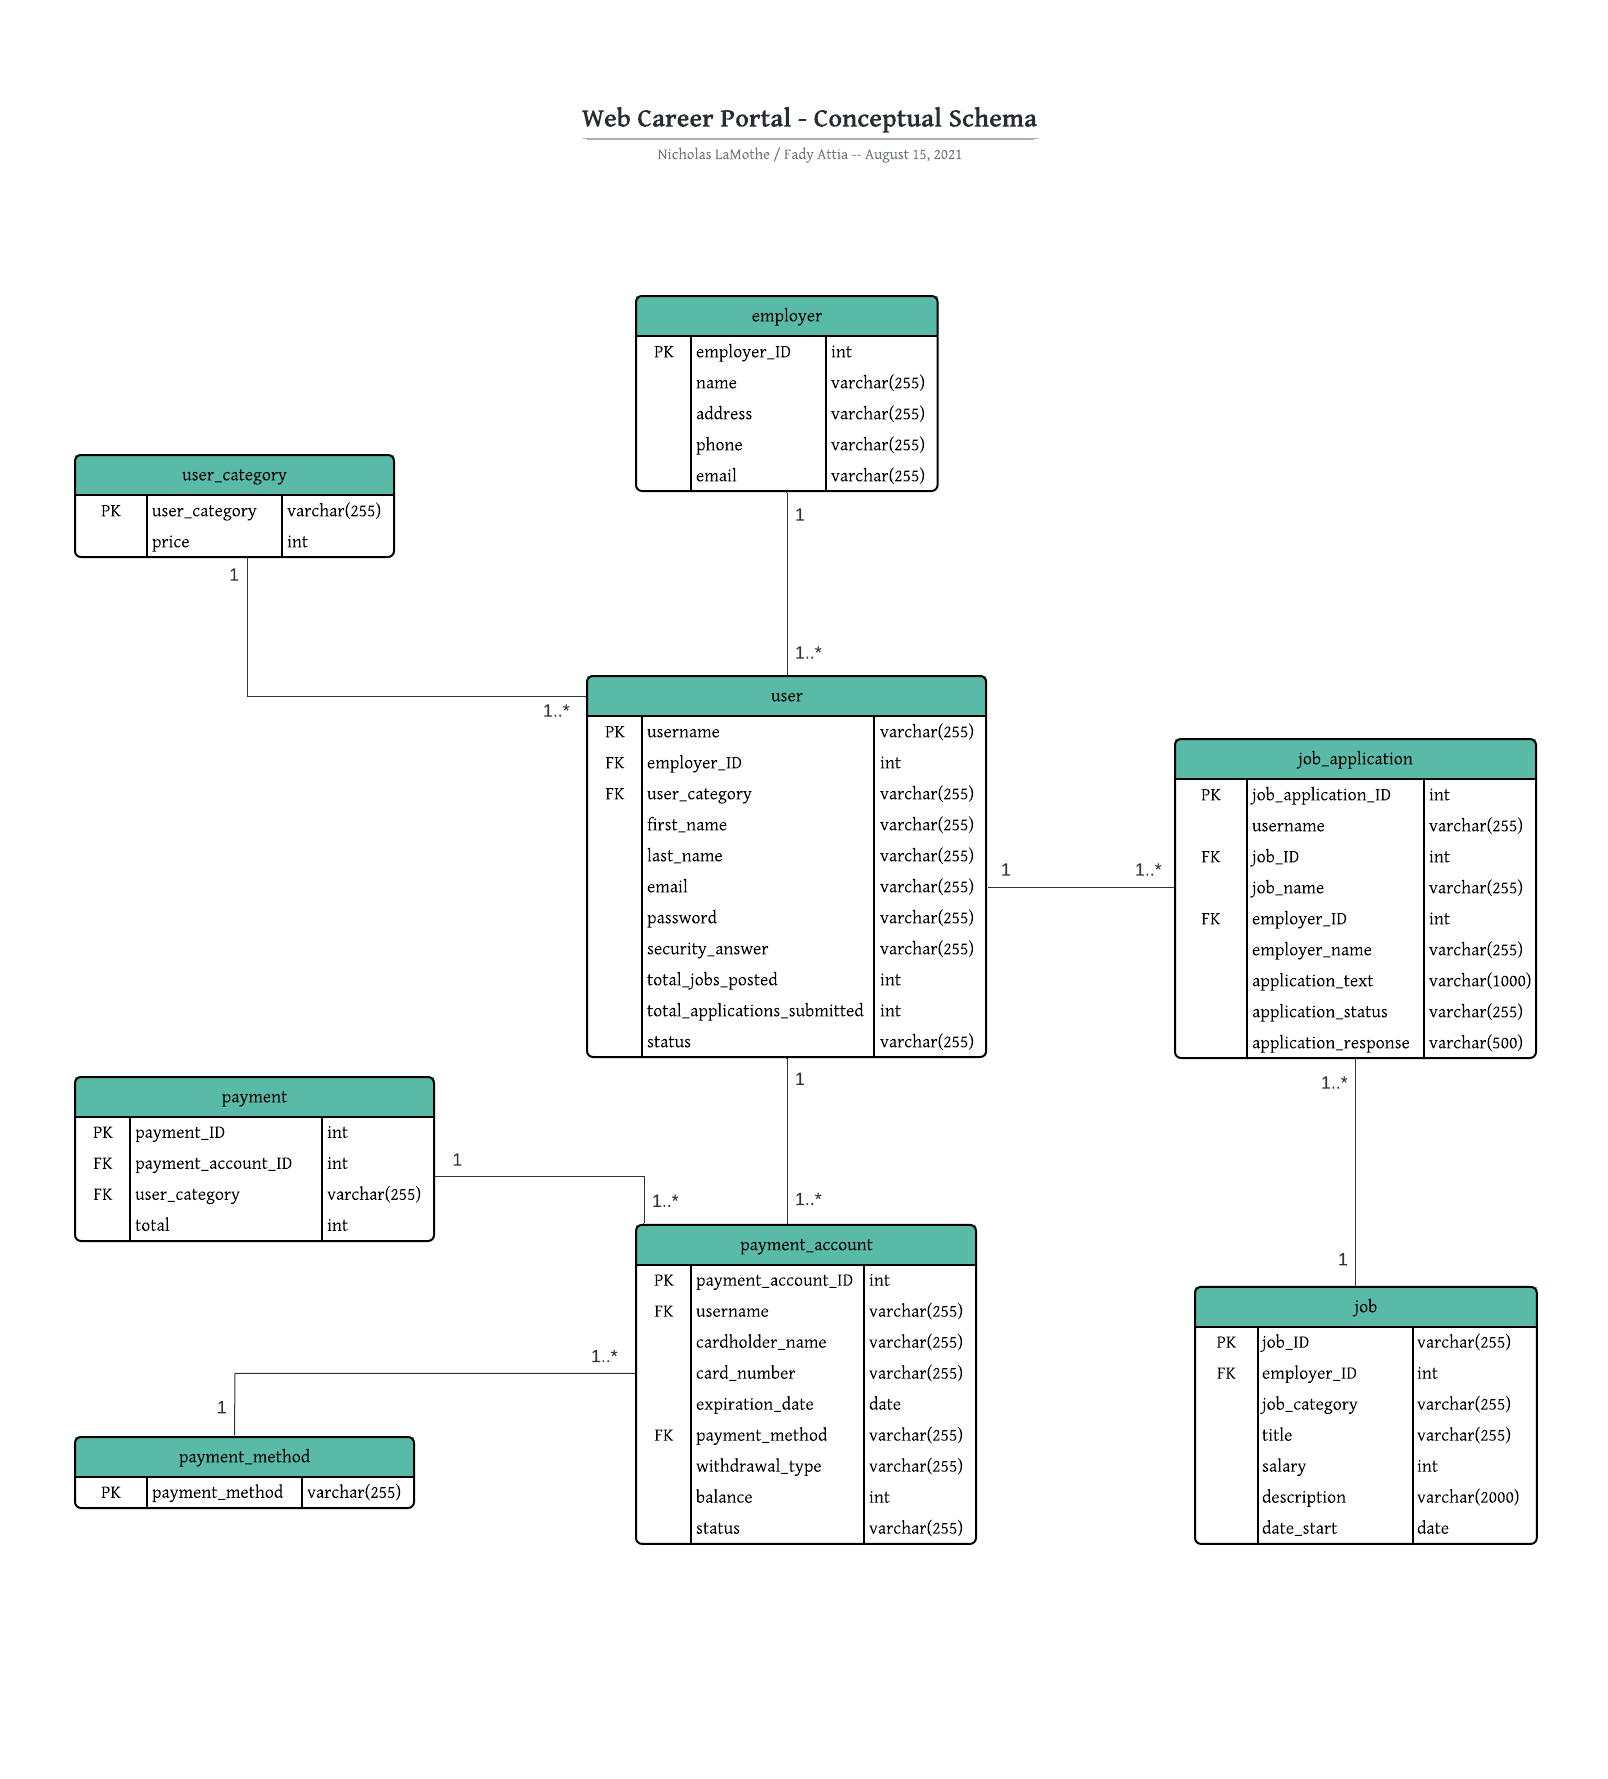 Web Career Portal - Conceptual Schema
Nicholas LaMothe / Fady Attia -- August 15, 2021
employer
PK employer_ID int
name varchar(255)
address varchar(255)
phone varchar(255)
email varchar(255)
1
1..*
user_category
PK user_category varchar(255)
price int
1
1..*
user
PK username varchar(255)
FK employer_ID int
FK user_category varchar(255)
first_name varchar(255)
last_name varchar(255)
email varchar(255)
password varchar(255)
security_answer varchar(255)
total_jobs_posted int
total_applications_submitted int
status varchar(255)
1 1..*
job_application
PK job_application_ID int
username varchar(255)
FK job_ID int
job_name varchar(255)
FK employer_ID int
employer_name varchar(255)
application_text varchar(1000)
application_status varchar(255)
application_response varchar(500)
1..*
1
1
1..*
payment
PK payment_ID int
FK payment_account_ID int
FK user_category varchar(255)
total int
1
1..*
payment_account
PK payment_account_ID int
FK username varchar(255)
cardholder_name varchar(255)
card_number varchar(255)
expiration_date date
FK payment_method varchar(255)
withdrawal_type varchar(255)
balance int
status varchar(255)
1..*
1
payment_method
PK payment_method varchar(255)
job
PK job_ID varchar(255)
FK employer_ID int
job_category varchar(255)
title varchar(255)
salary int
description varchar(2000)
date_start date